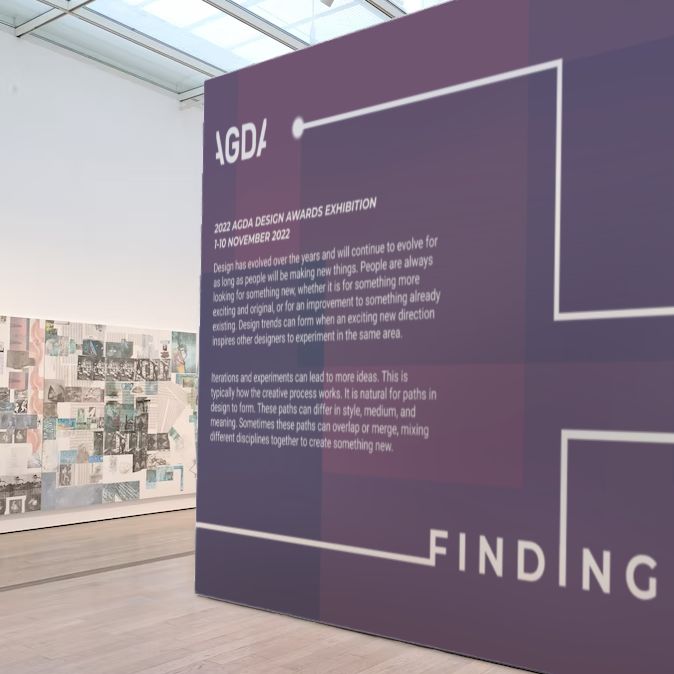 AGDA
2022 AGDA DESIGN AWARDS EXHIBITION
1-10 NOVEMBER 2022
Design has evolved over the years and will continue to evolve for
as long as people will be making new things. People are always
looking for something new, whether it is for something more
exciting and original, or for an improvement to something already
existing. Design trends can form when an exciting new direction
inspires other designers to experiment in the same area.
Iterations and experiments can lead to more ideas. This is
typically how the creative process works. It is natural for paths in
design to form. These paths can differ in style, medium, and
meaning. Sometimes these paths can overlap or merge, mixing
different disciplines together to create something new.
FINDING